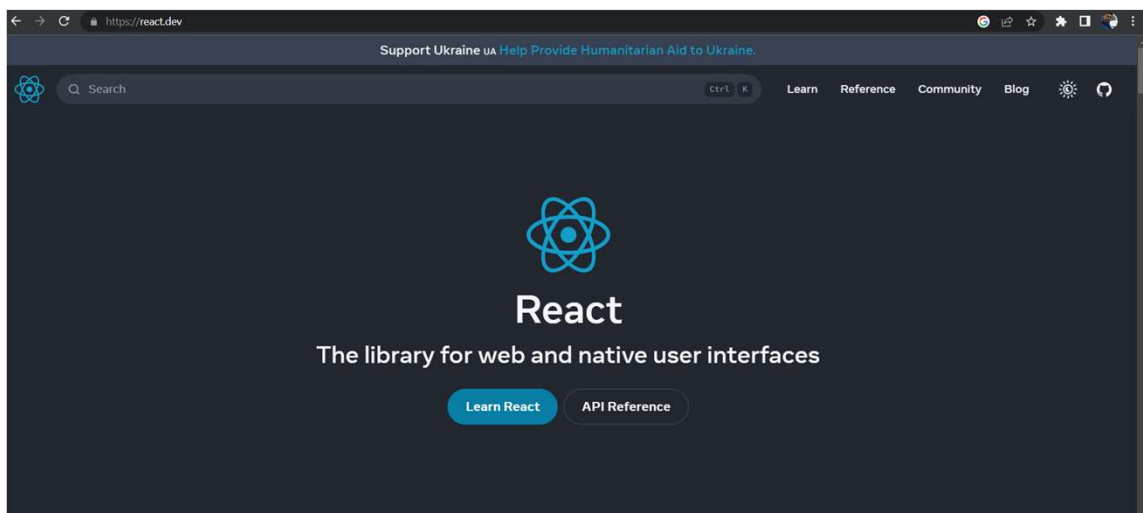 https://react.dev
Support Ukraine UA Help Provide Humanitarian Aid to Ukraine.
Search Ctrl K Learn Reference Community Blog
React
The library for web and native user interfaces
Learn React API Reference